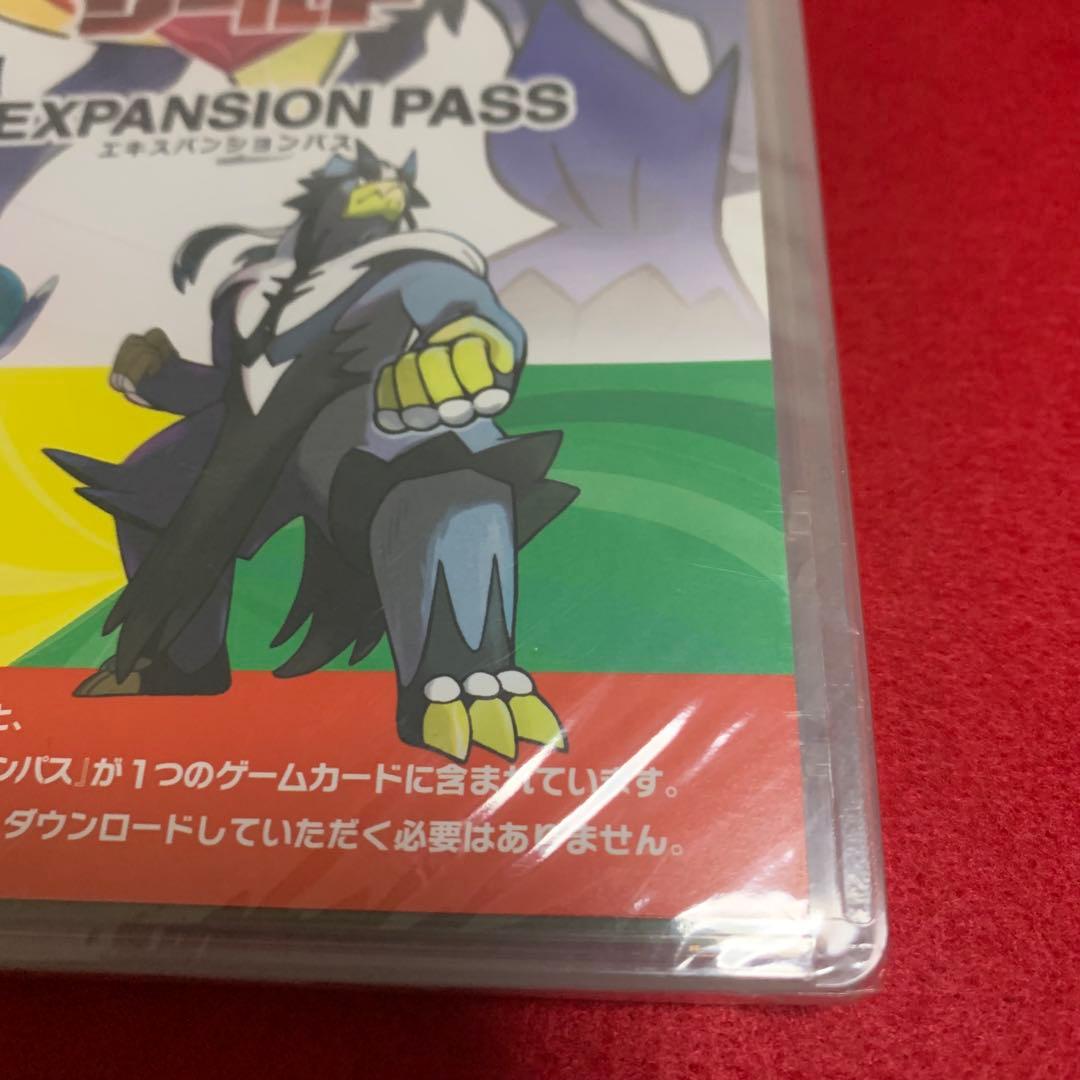 EXPANSION PASS
エキスパンションパス
と、
ンパス』が1つのゲームカードに含まれています。
ダウンロードしていただく必要はありません。